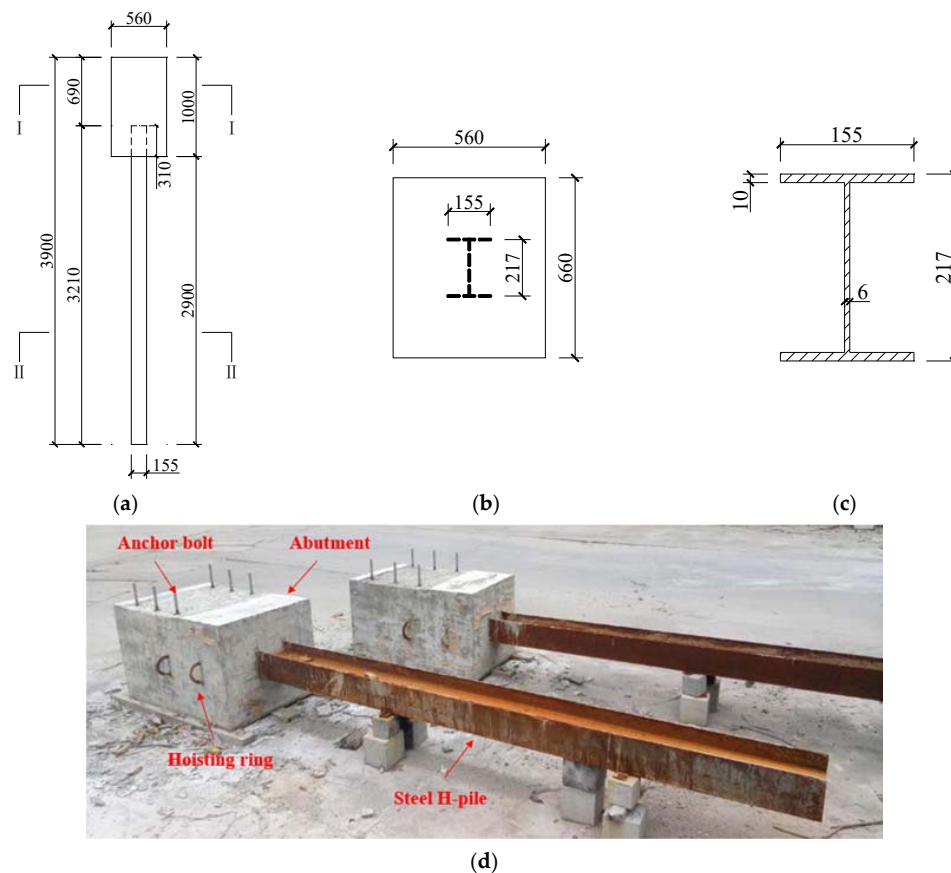 560
690
1000
I
I
310
3900
3210
2900
II
II
155
(a)
560
155
217
660
(b)
155
10
6
217
(c)
Anchor bolt
Abutment
Hoisting ring
Steel H-pile
(d)